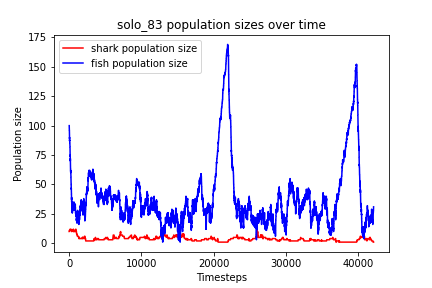 solo_83 population sizes over time
shark population size
fish population size
Population size
175
150
125
100
75
50
25
0
0
10000
20000
30000
40000
Timesteps